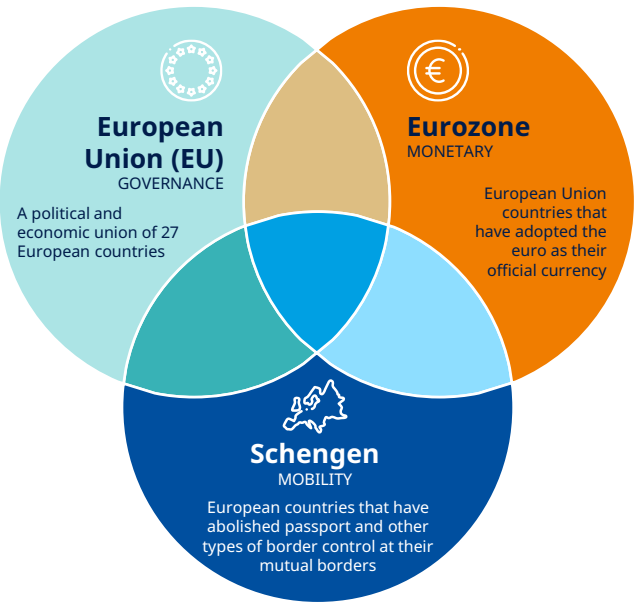 European
Union (EU)
GOVERNANCE
A political and
economic union of 27
European countries
€
Eurozone
MONETARY
European Union
countries that
have adopted the
euro as their
official currency
Schengen
MOBILITY
European countries that have
abolished passport and other
types of border control at their
mutual borders